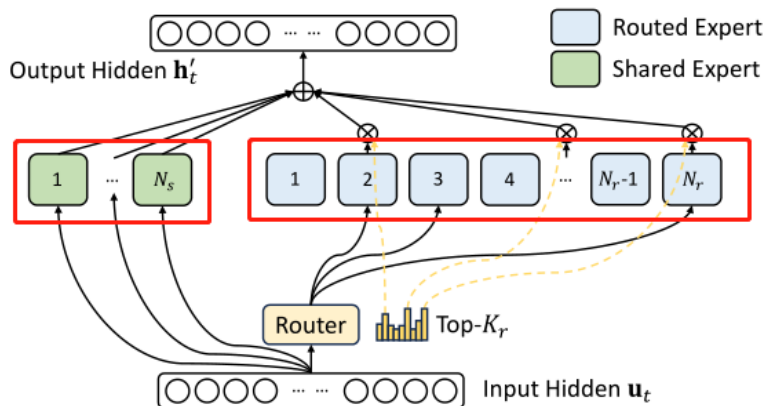 ... ...
Routed Expert
Shared Expert
Output Hidden h′ₜ
1 ... Nₛ
1 2 3 4 ... Nᵣ-1 Nᵣ
Router
Top-Kᵣ
... ...
Input Hidden uₜ